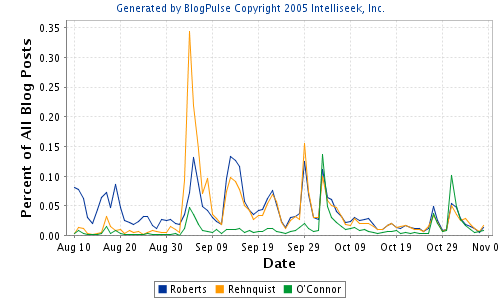 Generated by BlogPulse Copyright 2005 Intelliseek, Inc.
Percent of All Blog Posts
0.35
0.30
0.25
0.20
0.15
0.10
0.05
0.00
Aug 10 Aug 20 Aug 30 Sep 09 Sep 19 Sep 29 Oct 09 Oct 19 Oct 29 Nov 0
Date
Roberts Rehnquist O'Connor